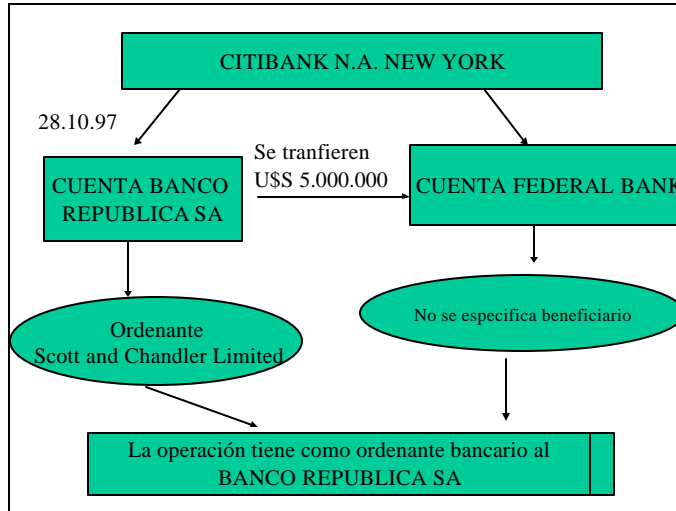 CITIBANK N.A. NEW YORK
28.10.97
Se tranfieren
U$S 5.000.000
CUENTA BANCO
REPUBLICA SA
CUENTA FEDERAL BANK
Ordenante
Scott and Chandler Limited
No se especifica beneficiario
La operación tiene como ordenante bancario al
BANCO REPUBLICA SA